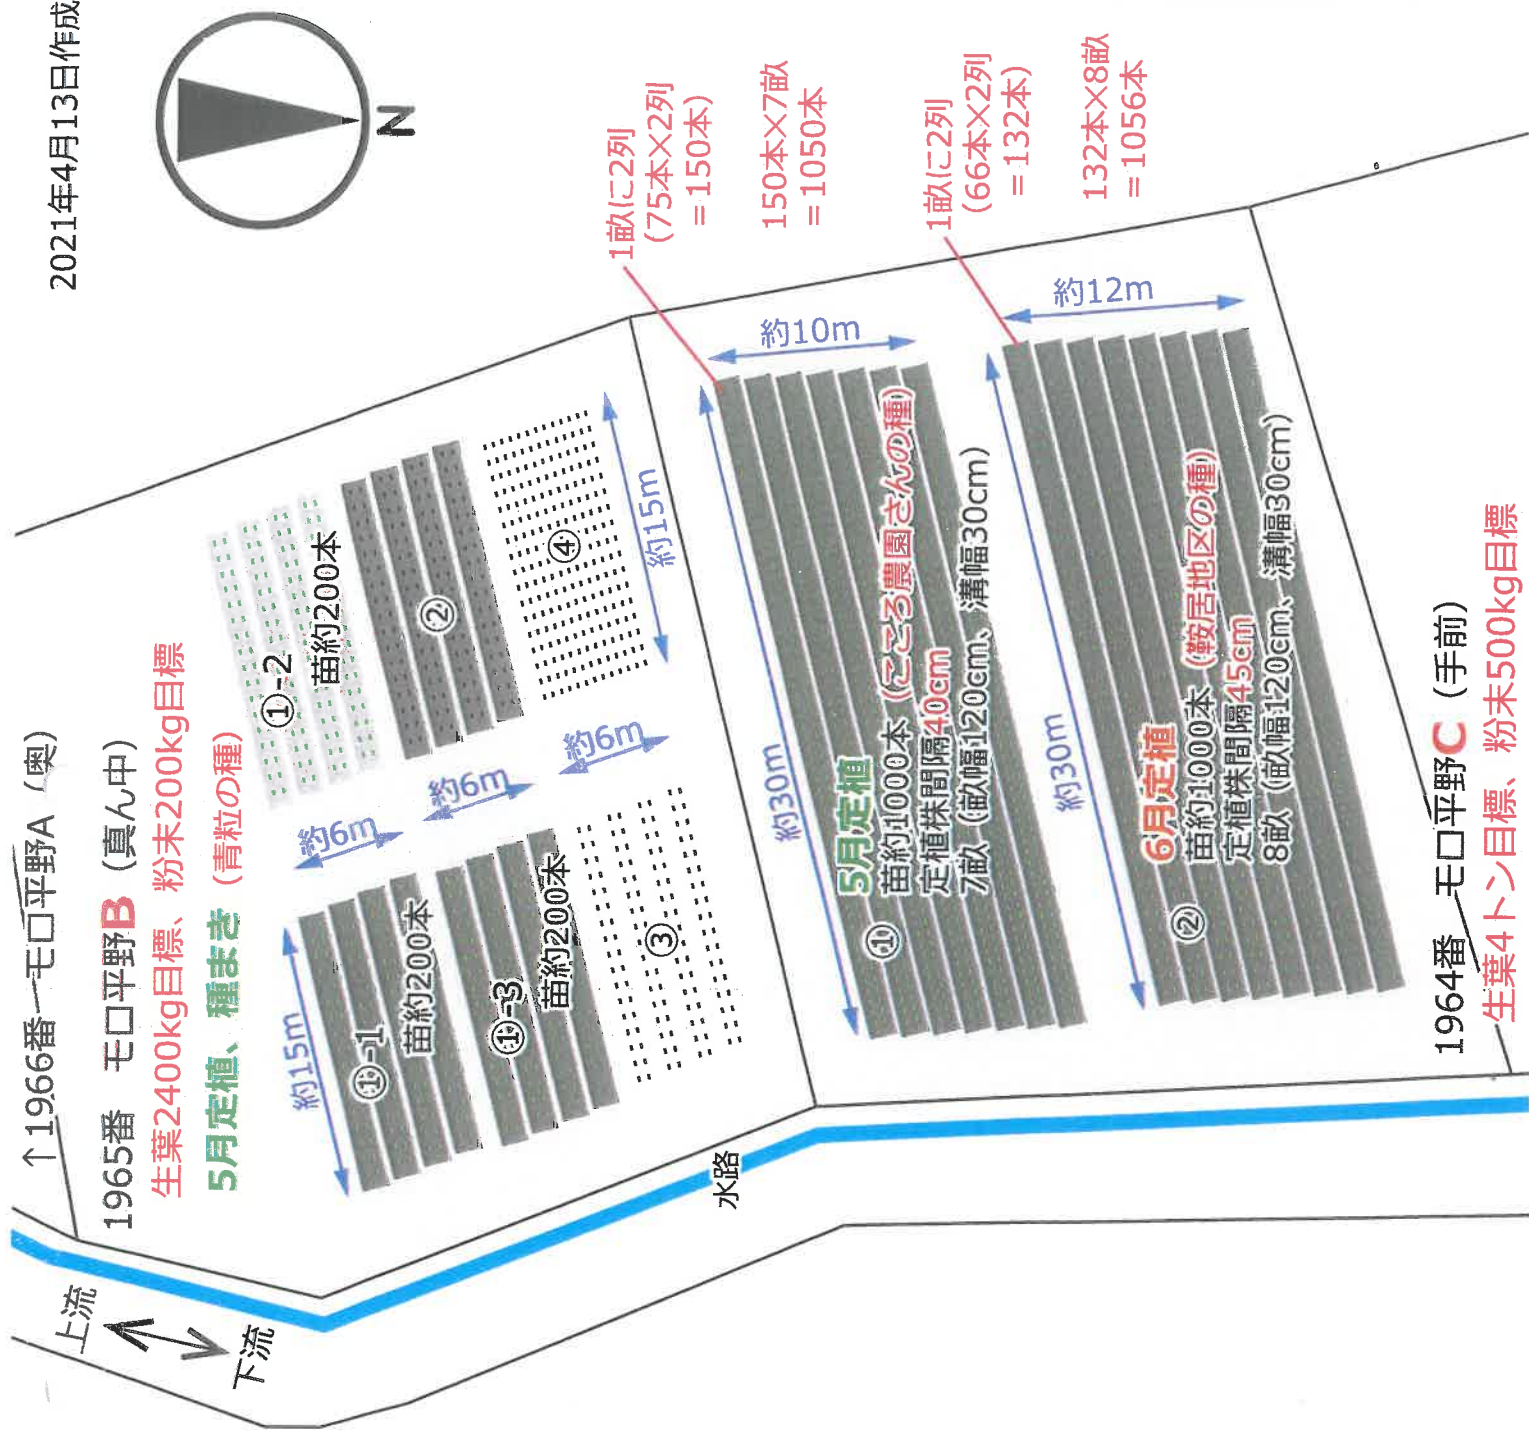 2021年4月13日作成
N
↑1966番 モロ平野A（奥）
1965番 モロ平野B（真ん中）
生葉2400kg目標、粉末200kg目標
5月定植、種まき（青粒の種）
上流
下流
水路
約15m
①-1
苗約200本
①-3
苗約200本
③
約6m
約6m
約6m
①-2
苗約200本
②
④
約15m
1畝に2列
（75本×2列
＝150本）
150本×7畝
＝1050本
約10m
約30m
①
5月定植
苗約1000本（こころ農園さんの種）
定植株間隔40cm
7畝（畝幅120cm、溝幅30cm）
1畝に2列
（66本×2列
＝132本）
132本×8畝
＝1056本
約12m
約30m
②
6月定植
苗約1000本（鞍居地区の種）
定植株間隔45cm
8畝（畝幅120cm、溝幅30cm）
1964番 モロ平野C（手前）
生葉4トン目標、粉末500kg目標